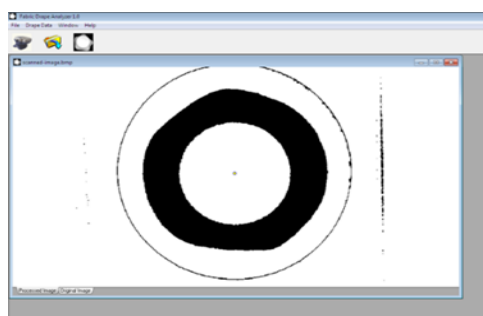 Fabric Drape Analyzer 1.0
File Drape Data Window Help
scanned-image.bmp
Processed Image Original Image